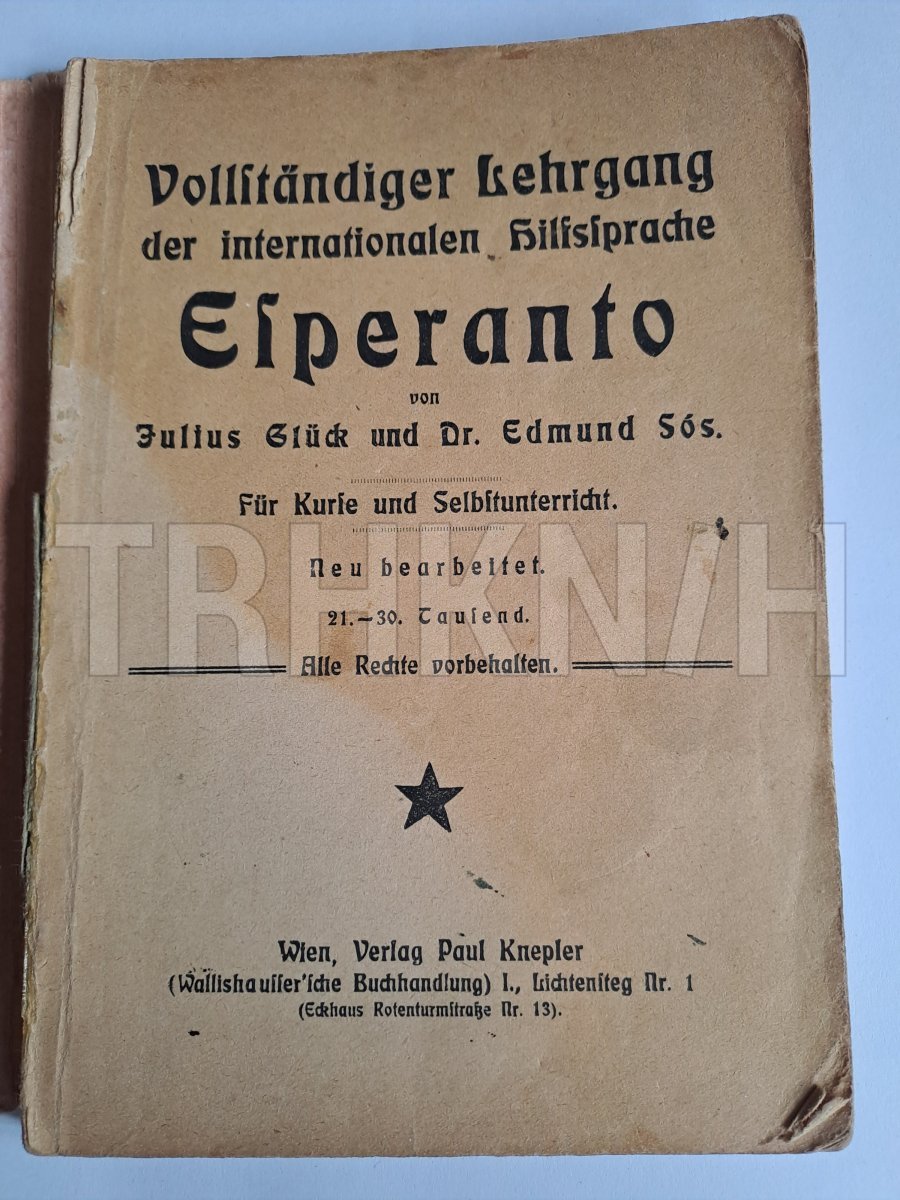 Vollſtändiger Lehrgang
der internationalen Hilfsſprache
Eſperanto
von
Julius Glück und Dr. Edmund Sós.
Für Kurſe und Selbſtunterricht.
Neu bearbeitet.
21.—30. Tauſend.
Alle Rechte vorbehalten.
TRHKN/H
Wien, Verlag Paul Knepler
(Wallishauſſer'ſche Buchhandlung) I., Lichtenſteg Nr. 1
(Eckhaus Rotenturmſtraße Nr. 13).